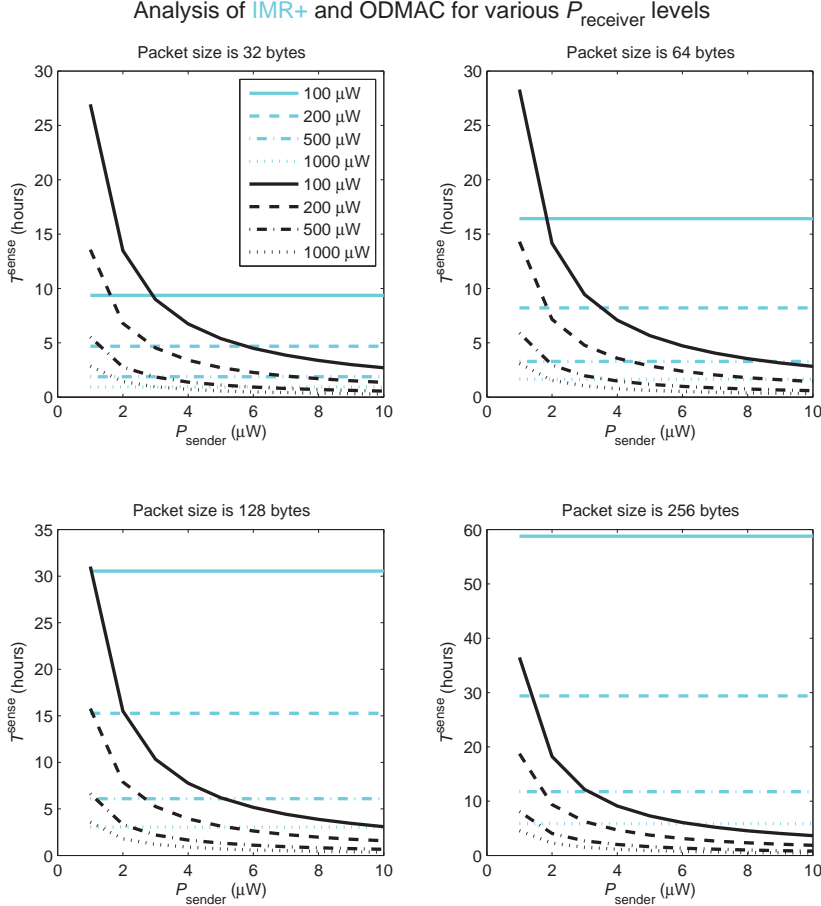 Analysis of IMR+ and ODMAC for various P_receiver levels
Packet size is 32 bytes
30
25
20
15
10
5
0
0 2 4 6 8 10
T^sense (hours)
P_sender (μW)
100 μW
200 μW
500 μW
1000 μW
100 μW
200 μW
500 μW
1000 μW
Packet size is 64 bytes
30
25
20
15
10
5
0
0 2 4 6 8 10
T^sense (hours)
P_sender (μW)
Packet size is 128 bytes
35
30
25
20
15
10
5
0
0 2 4 6 8 10
T^sense (hours)
P_sender (μW)
Packet size is 256 bytes
60
50
40
30
20
10
0
0 2 4 6 8 10
T^sense (hours)
P_sender (μW)